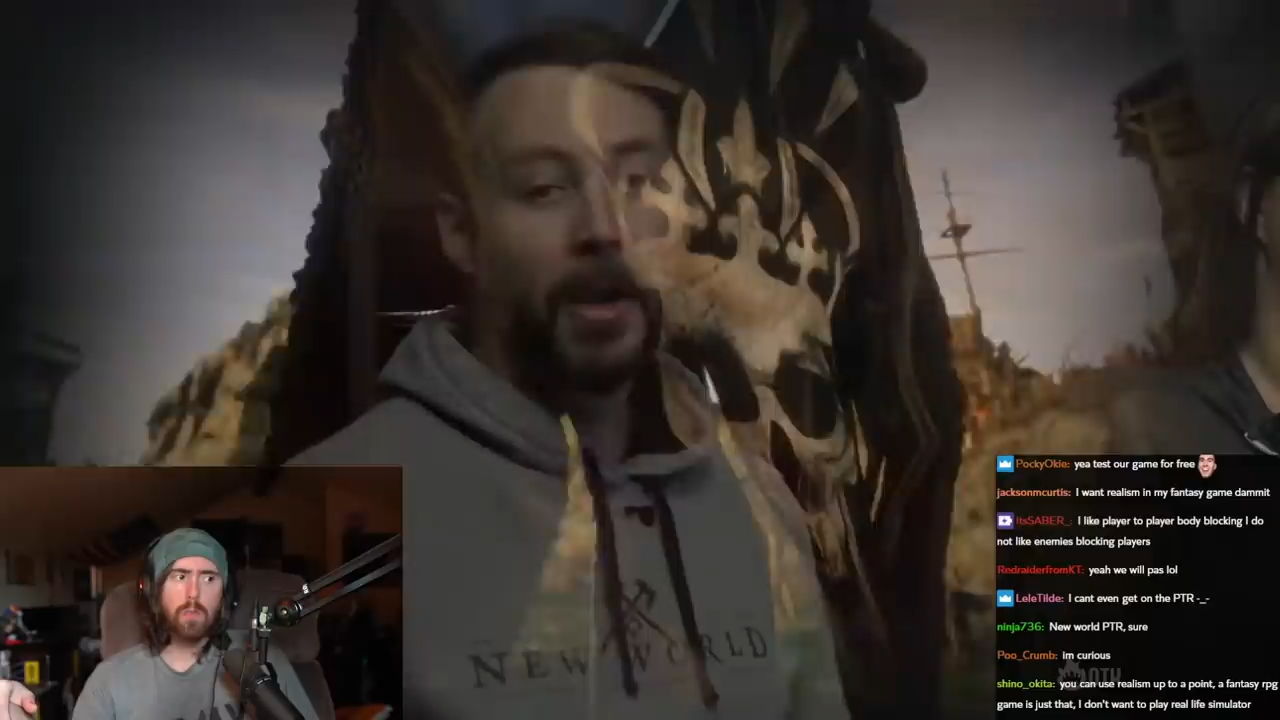 NEW WORLD
PockyOkie: yea test our game for free
jacksonmcurtis: I want realism in my fantasy game dammit
ItsSABER_: I like player to player body blocking I do
not like enemies blocking players
RedraiderfromKT: yeah we will pas lol
LeleTilde: I cant even get on the PTR -_-
ninja736: New world PTR, sure
Poo_Crumb: im curious
OTK
shino_okita: you can use realism up to a point, a fantasy rpg
game is just that, I don't want to play real life simulator